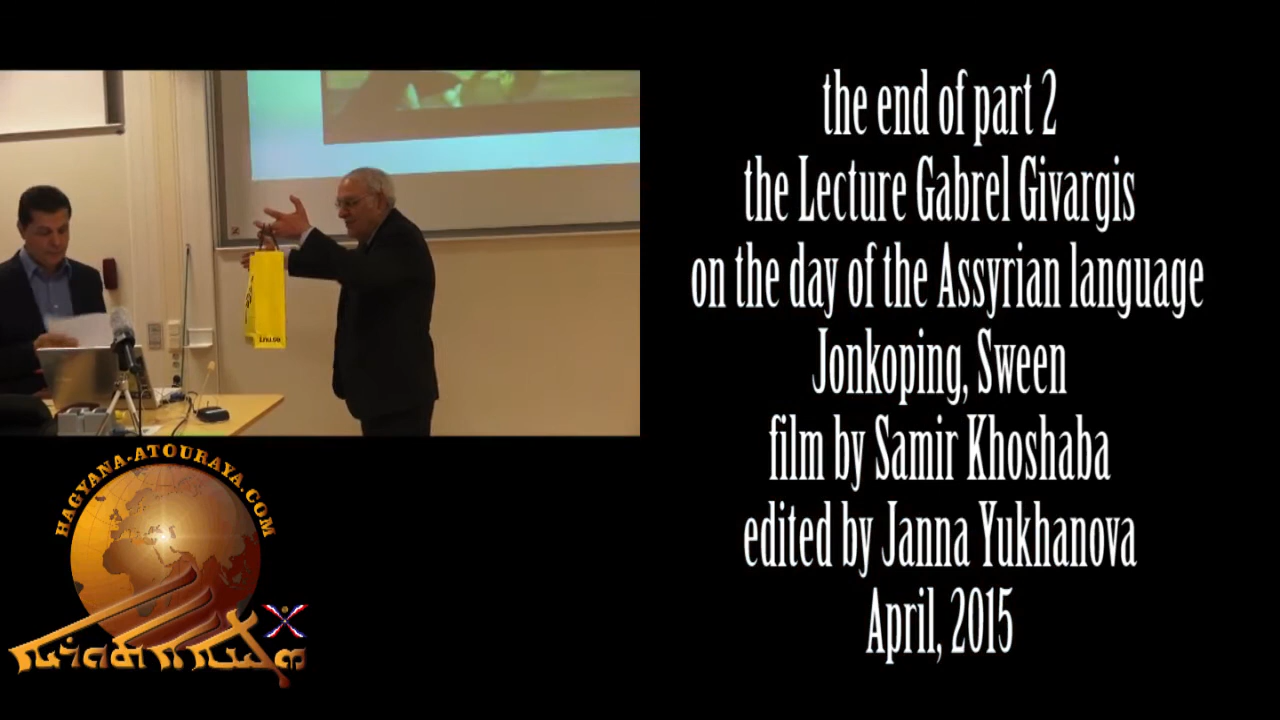 the end of part 2
the Lecture Gabrel Givargis
on the day of the Assyrian language
Jonkoping, Sween
film by Samir Khoshaba
edited by Janna Yukhanova
April, 2015
HAGYANA-ATOURAYA.COM